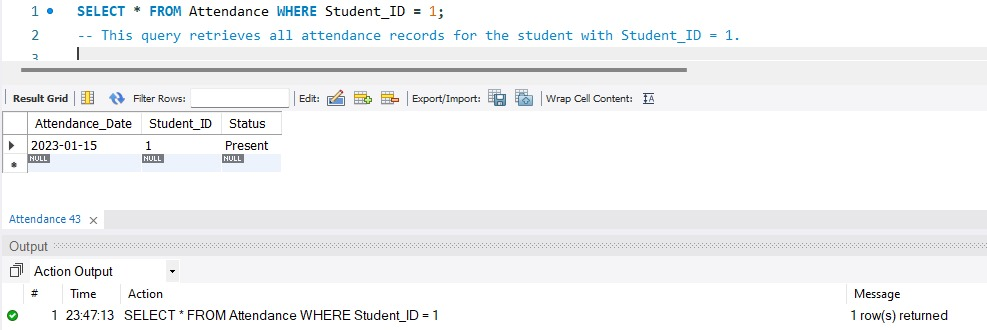 1 SELECT * FROM Attendance WHERE Student_ID = 1;
2 -- This query retrieves all attendance records for the student with Student_ID = 1.
3
Result Grid Filter Rows: Edit: Export/Import: Wrap Cell Content: IA
Attendance_Date Student_ID Status
2023-01-15 1 Present
NULL NULL NULL
Attendance 43
Output
Action Output
# Time Action Message
1 23:47:13 SELECT * FROM Attendance WHERE Student_ID = 1 1 row(s) returned